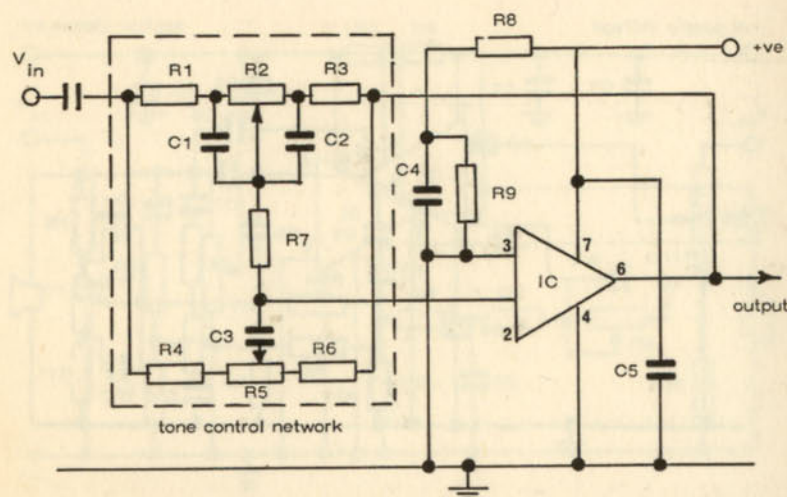 R8
+ve
V
in
R1
R2
R3
C1
C2
C4
R9
R7
3
7
IC
6
output
2
4
C3
R4
R5
R6
C5
tone control network